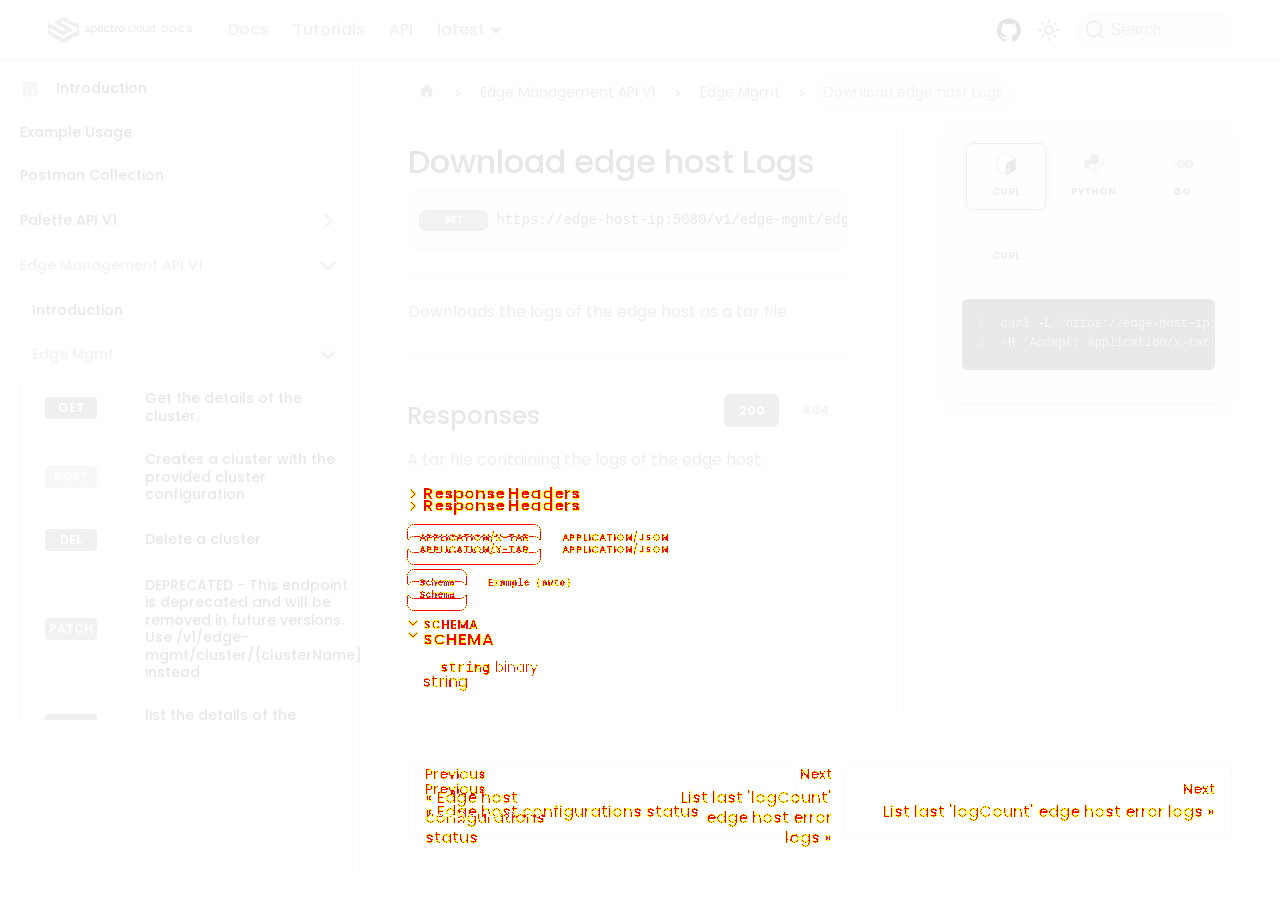 spectro cloud DOCS
Docs Tutorials API latest
Search
Introduction
Example Usage
Postman Collection
Palette API V1
Edge Management API V1
Introduction
Edge Mgmt
GET Get the details of the
cluster.
POST Creates a cluster with the
provided cluster
configuration
DEL Delete a cluster
DEPRECATED - This endpoint
is deprecated and will be
removed in future versions.
PATCH Use /v1/edge-
mgmt/cluster/{clusterName}
instead
list the details of the
Edge Management API V1 Edge Mgmt Download edge host Logs
Download edge host Logs
GET https://edge-host-ip:5080/v1/edge-mgmt/edg
Downloads the logs of the edge host as a tar file.
Responses 200 404
A tar file containing the logs of the edge host
Response Headers
Response Headers
APPLICATION/X-TAR APPLICATION/JSON
APPLICATION/X-TAR APPLICATION/JSON
Schema Example (auto)
Schema
SCHEMA
SCHEMA
string binary
string
Previous Next
Previous Next
« Edge host List last 'logCount'
« Edge host configurations status List last 'logCount' edge host error logs »
configurations edge host error
status logs »
CURL PYTHON GO
CURL
1 curl -L 'https://edge-host-ip:
2 -H 'Accept: application/x-tar'